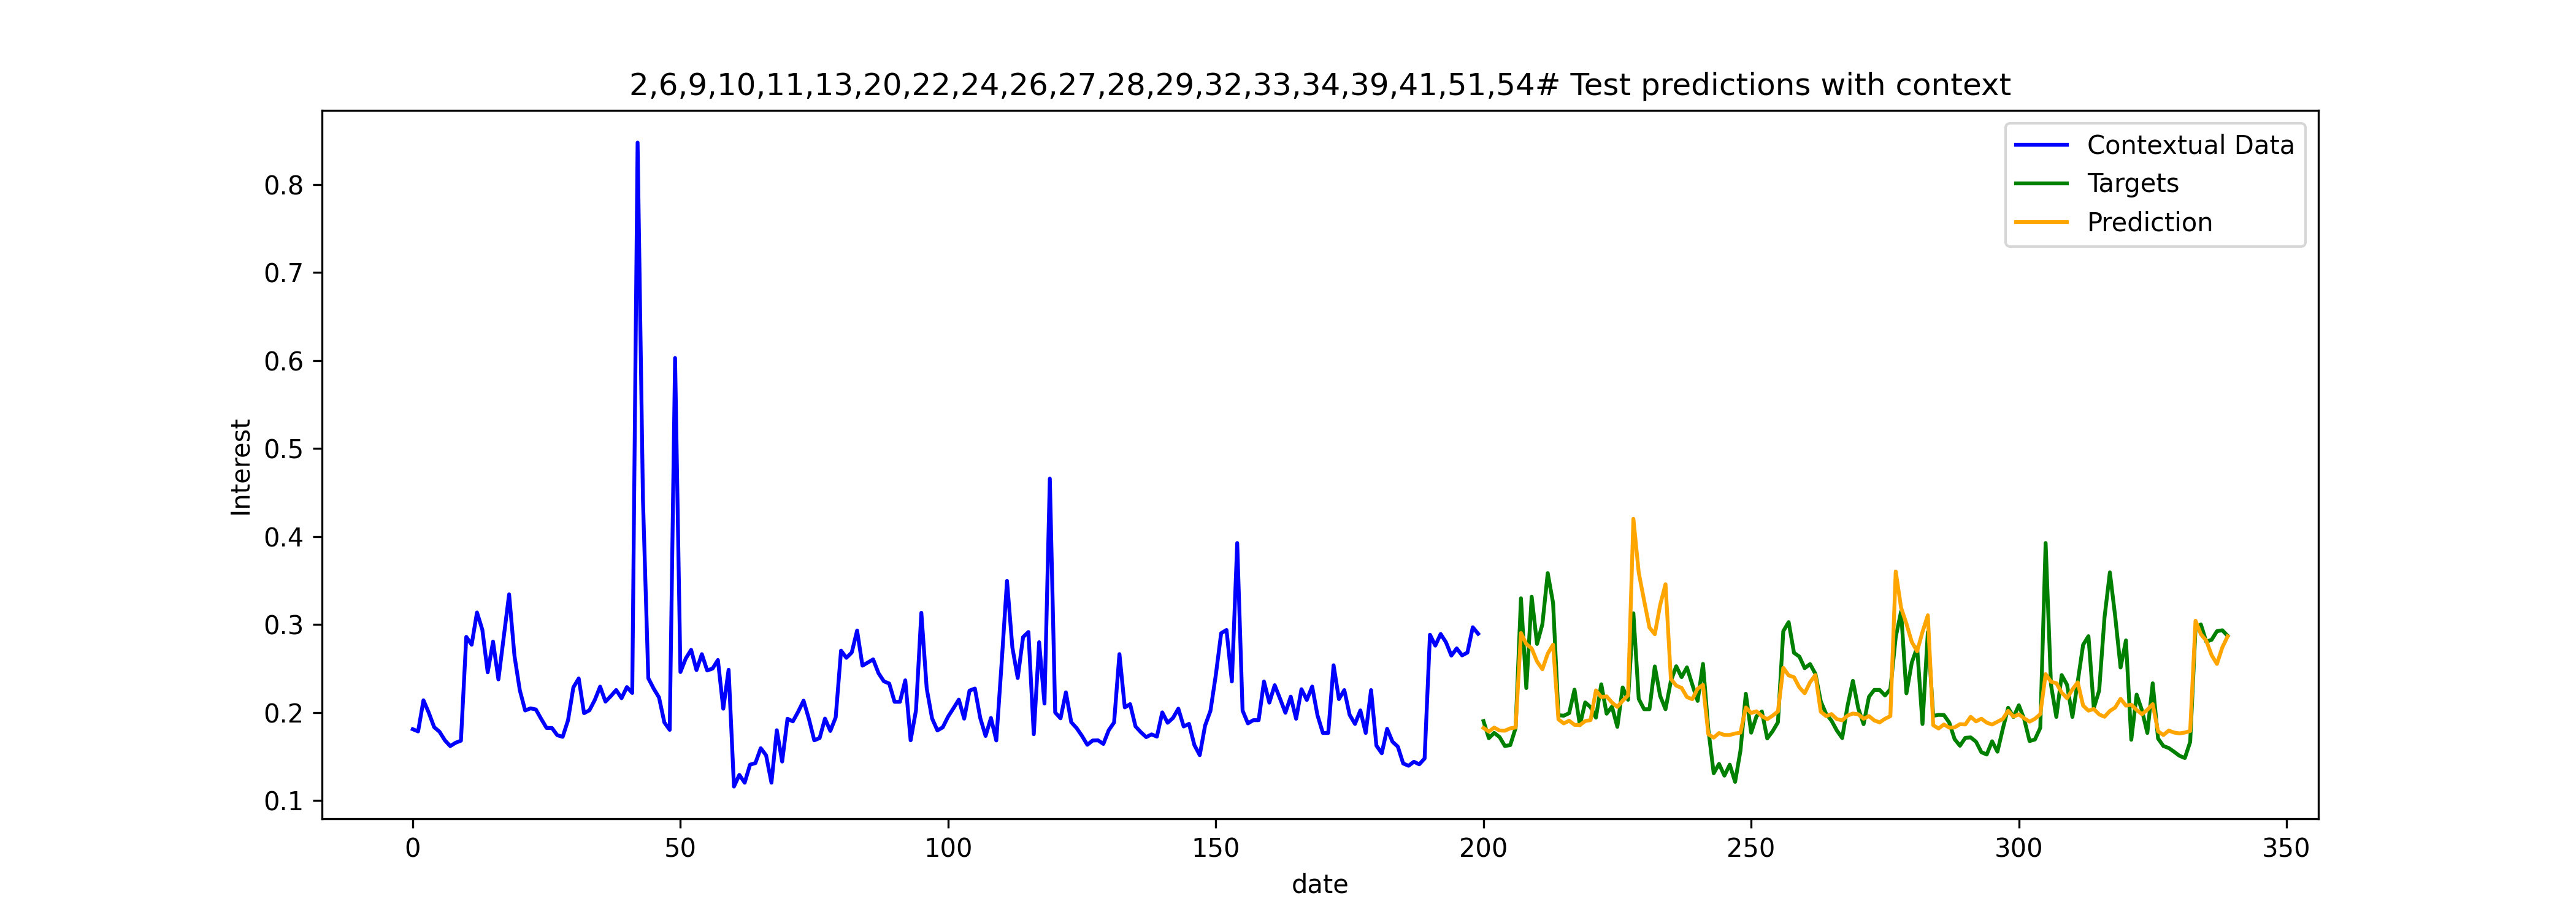 2,6,9,10,11,13,20,22,24,26,27,28,29,32,33,34,39,41,51,54# Test predictions with context
Contextual Data
Targets
Prediction
0.8
0.7
0.6
0.5
0.4
0.3
0.2
0.1
Interest
0 50 100 150 200 250 300 350
date